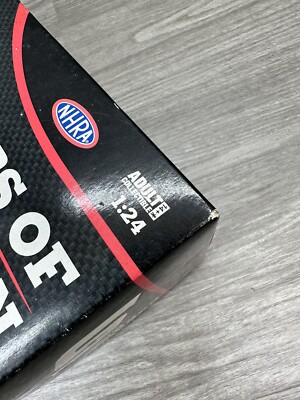 NHRA
ADULT
COLLECTIBLE
1:24
OF